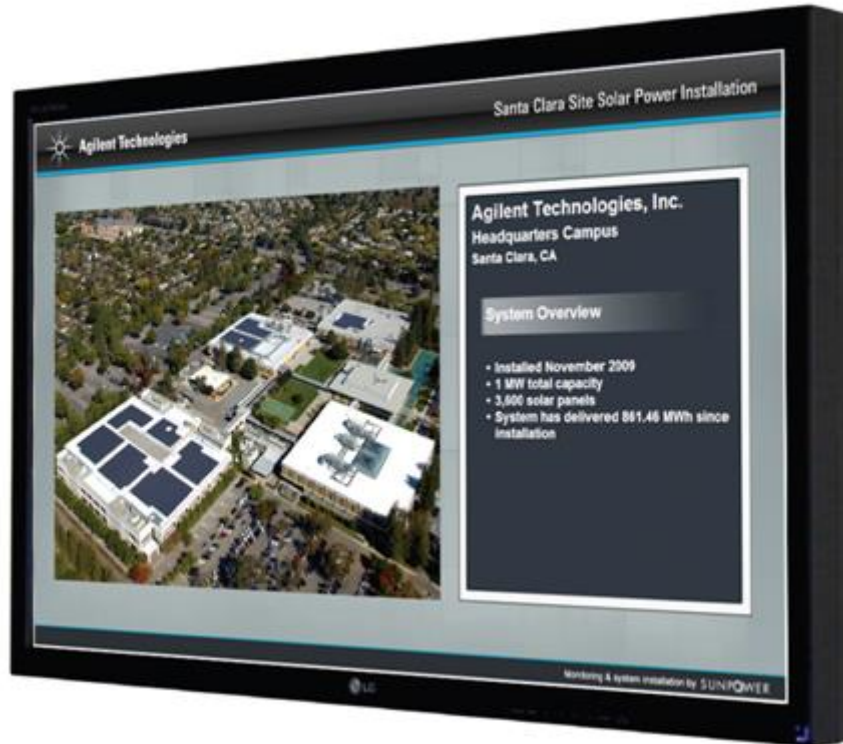 Agilent Technologies
Santa Clara Site Solar Power Installation
Agilent Technologies, Inc.
Headquarters Campus
Santa Clara, CA
System Overview
• Installed November 2009
• 1 MW total capacity
• 3,600 solar panels
• System has delivered 861.46 MWh since
installation
Monitoring & system installation by SUNPOWER
LG